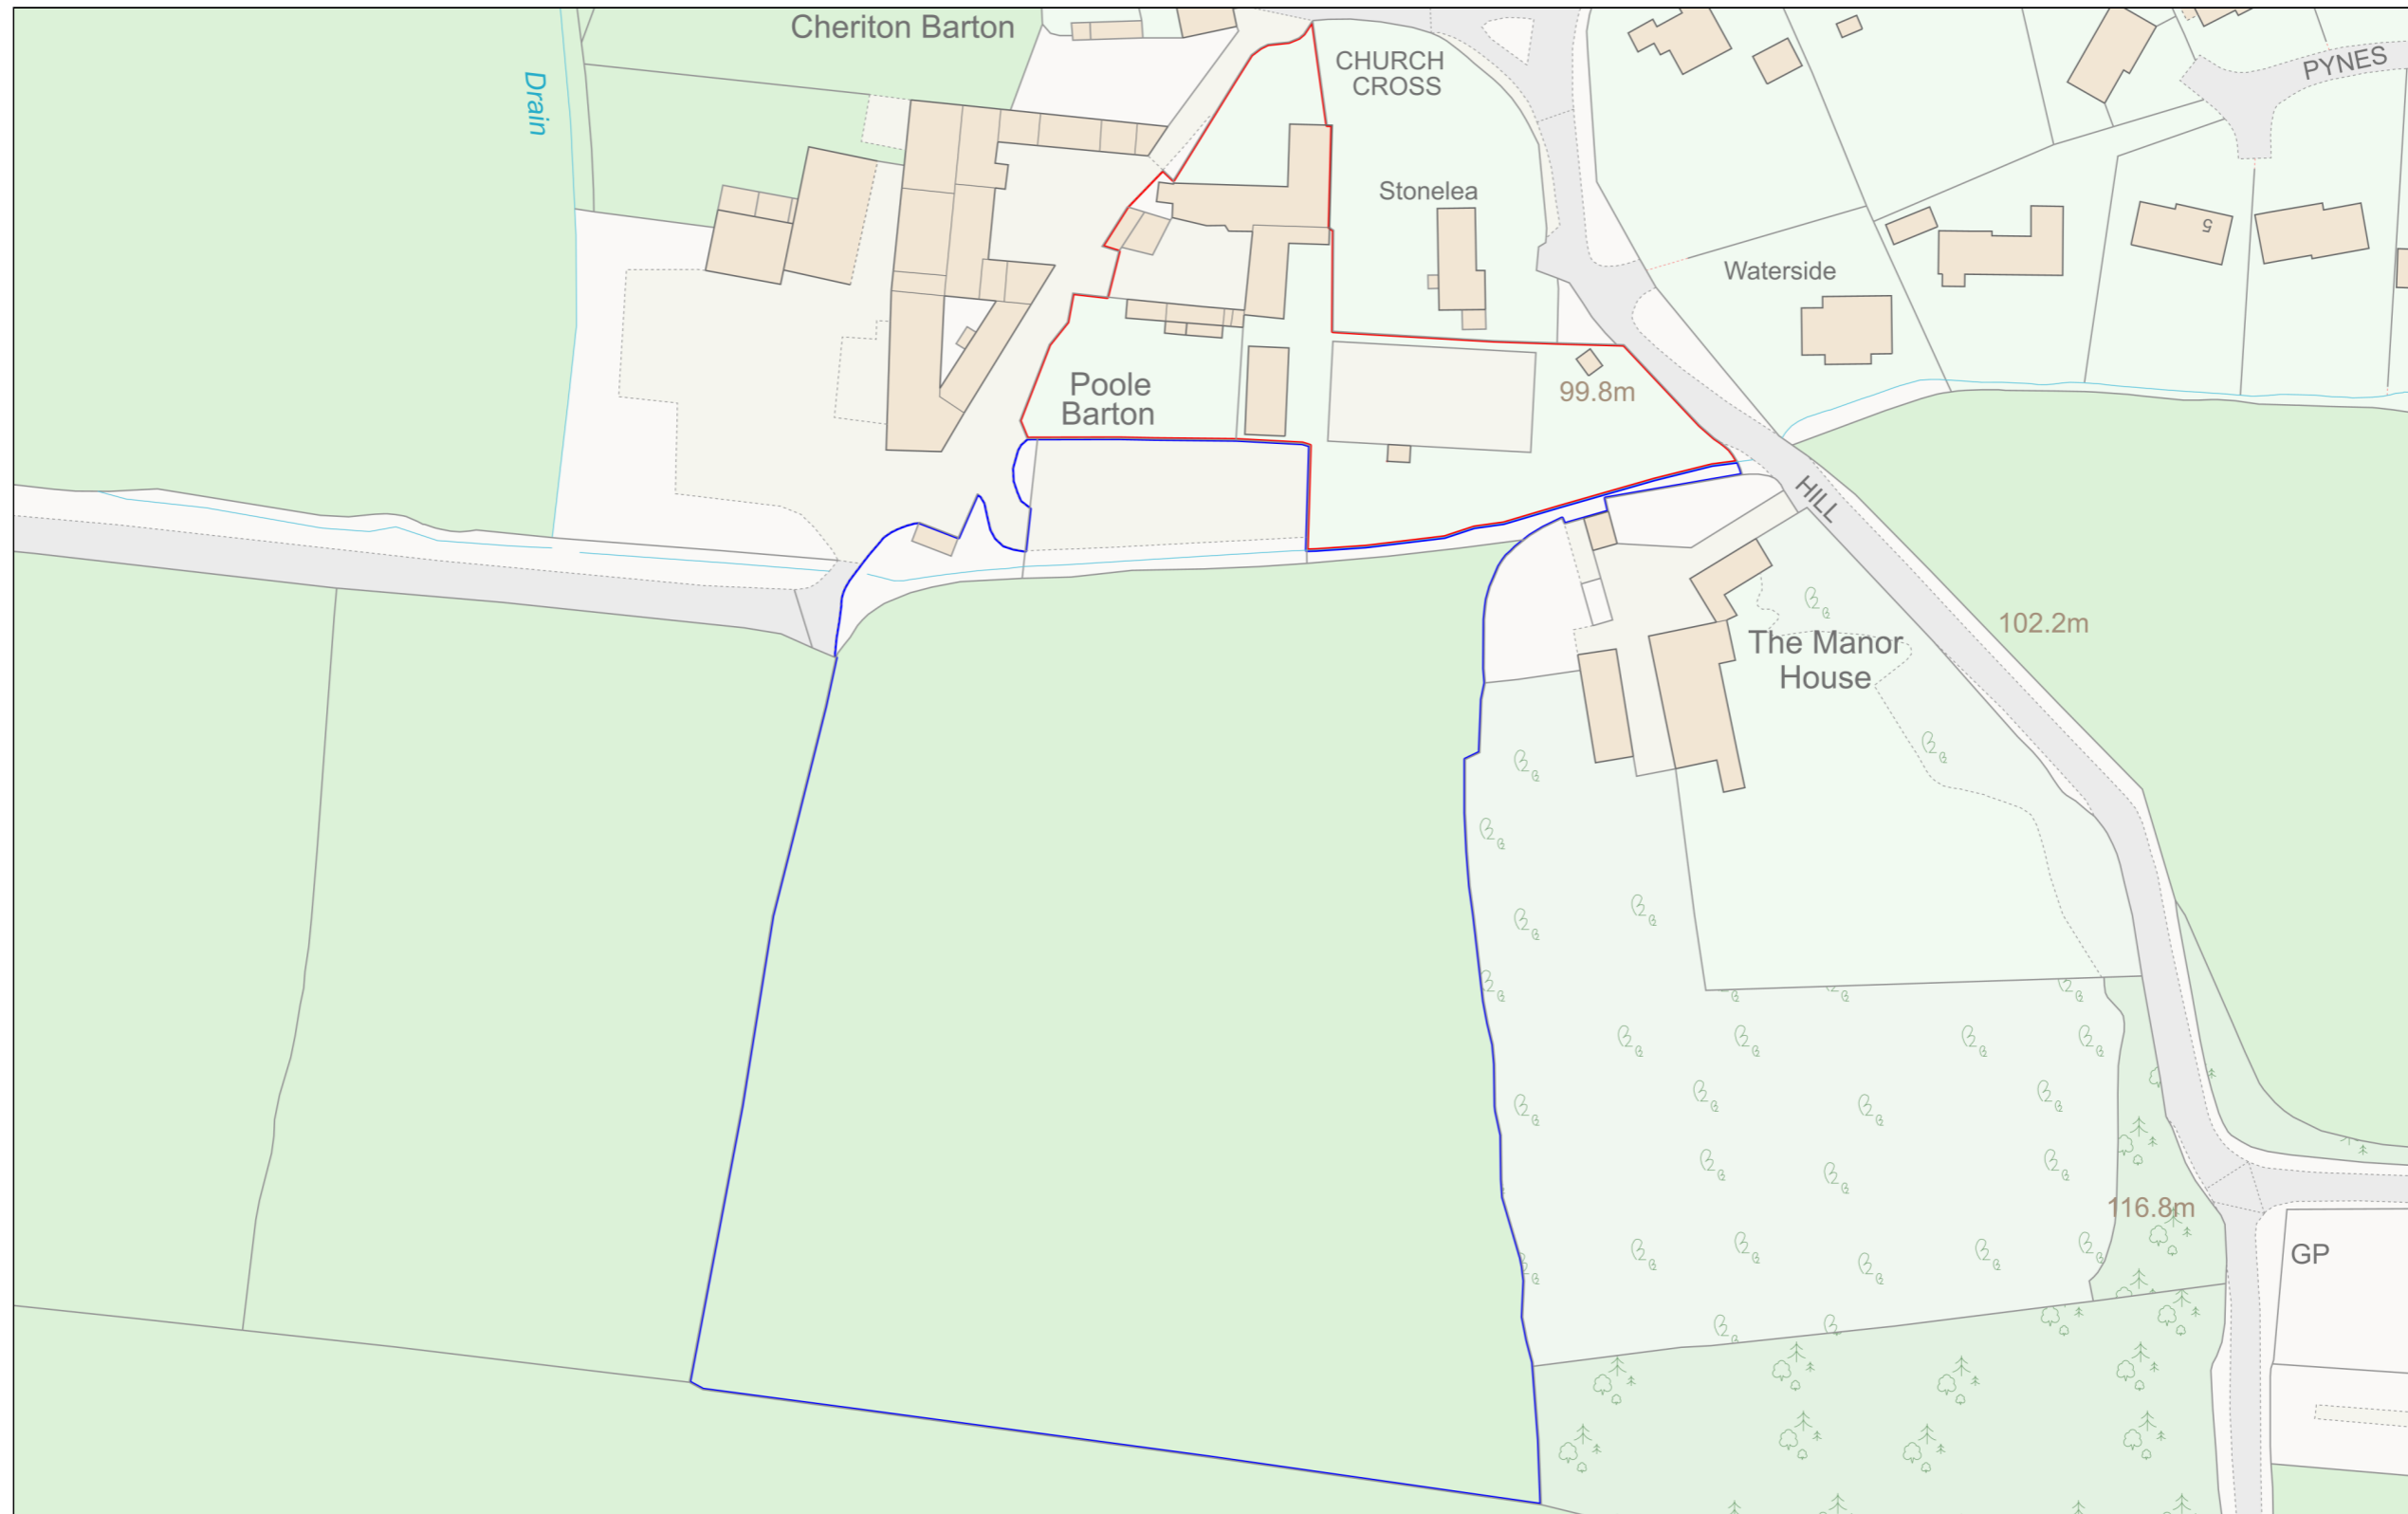 Cheriton Barton
Drain
CHURCH
CROSS
PYNES
Stonelea
5
Waterside
Poole
Barton
99.8m
HILL
102.2m
The Manor
House
116.8m
GP